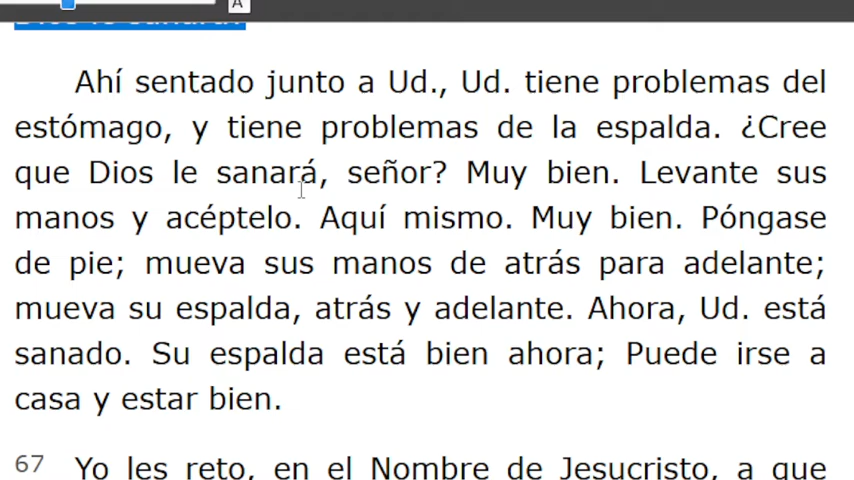 A
Dios le sanará?
Ahí sentado junto a Ud., Ud. tiene problemas del
estómago, y tiene problemas de la espalda. ¿Cree
que Dios le sanará, señor? Muy bien. Levante sus
manos y acéptelo. Aquí mismo. Muy bien. Póngase
de pie; mueva sus manos de atrás para adelante;
mueva su espalda, atrás y adelante. Ahora, Ud. está
sanado. Su espalda está bien ahora; Puede irse a
casa y estar bien.
67 Yo les reto, en el Nombre de Jesucristo, a que